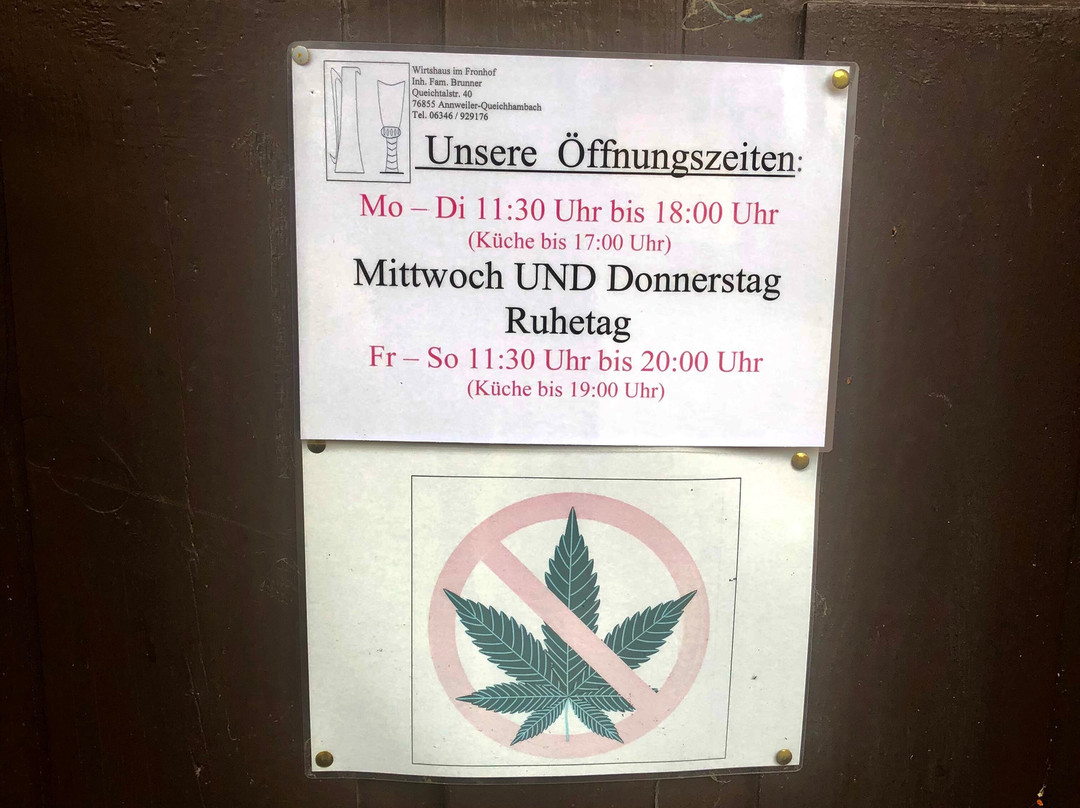 Wirtshaus im Fronhof
Inh. Fam. Brunner
Queichtalstr. 40
76855 Annweiler-Queichhambach
Tel. 06346 / 929176
Unsere Öffnungszeiten:
Mo – Di 11:30 Uhr bis 18:00 Uhr
(Küche bis 17:00 Uhr)
Mittwoch UND Donnerstag
Ruhetag
Fr – So 11:30 Uhr bis 20:00 Uhr
(Küche bis 19:00 Uhr)